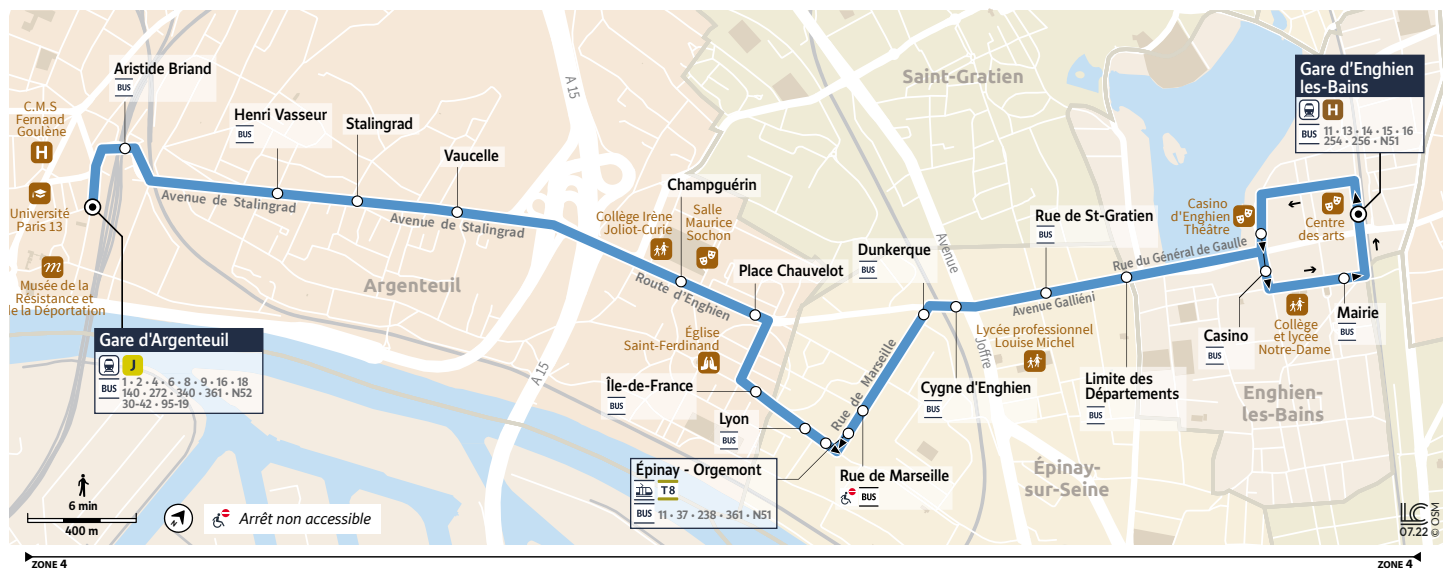 Aristide Briand
BUS
C.M.S
Fernand
Goulène
H
Université
Paris 13
m
Musée de la
Résistance et
de la Déportation
Henri Vasseur
BUS
Stalingrad
Vaucelle
Avenue de Stalingrad
Avenue de Stalingrad
A 15
Argenteuil
Gare d'Argenteuil
J
BUS
1 • 2 • 4 • 6 • 8 • 9 • 16 • 18
140 • 272 • 340 • 361 • N52
30-42 • 95-19
Champguérin
Collège Irène
Joliot-Curie
Salle
Maurice
Sochon
Place Chauvelot
Route d'Enghien
Église
Saint-Ferdinand
A 15
Île-de-France
BUS
Lyon
BUS
Épinay - Orgemont
T8
BUS
11 • 37 • 238 • 361 • N51
Rue de Marseille
Rue de Marseille
BUS
Dunkerque
BUS
Saint-Gratien
Avenue
Joffre
Cygne d'Enghien
BUS
Rue de St-Gratien
BUS
Avenue Galliéni
Lycée professionnel
Louise Michel
Limite des
Départements
BUS
Épinay-
sur-Seine
Rue du Général de Gaulle
Casino
d'Enghien
Théâtre
Centre
des arts
Gare d'Enghien
les-Bains
H
BUS
11 • 13 • 14 • 15 • 16
254 • 256 • N51
Casino
BUS
Collège
et lycée
Notre-Dame
Mairie
BUS
Enghien-
les-Bains
6 min
400 m
N
Arrêt non accessible
LC
07.22
© OSM
ZONE 4
ZONE 4